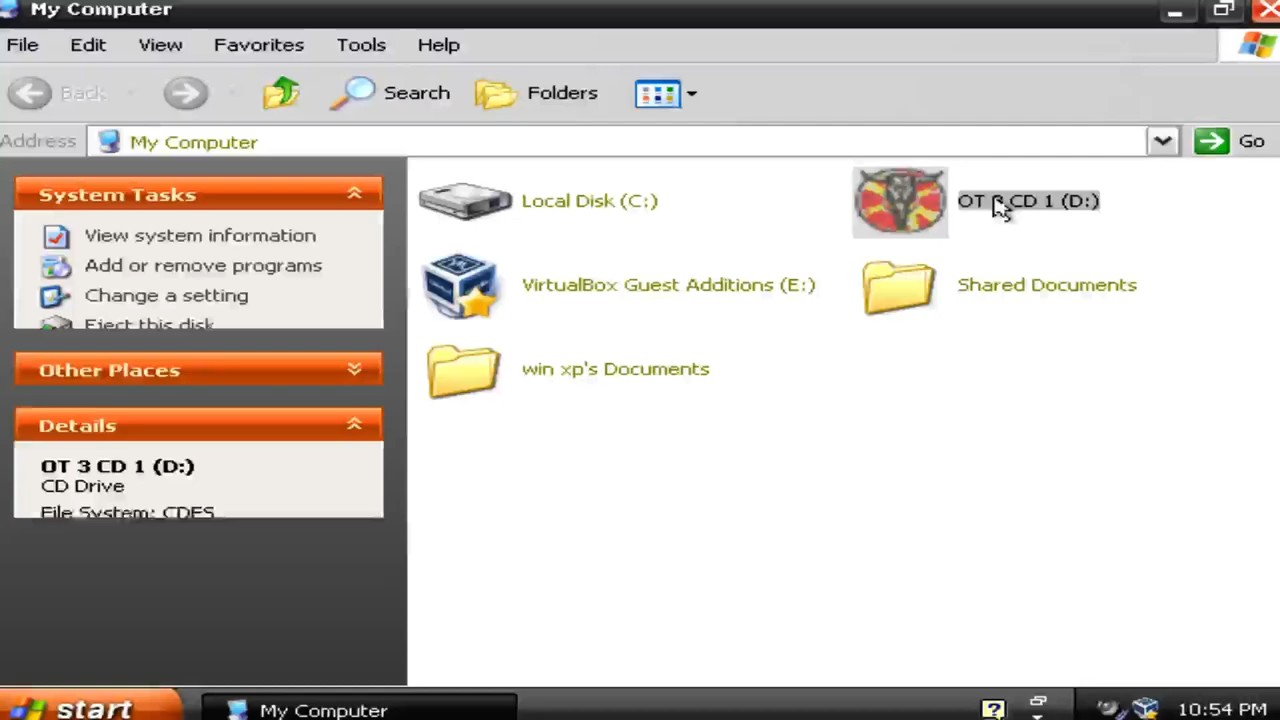 My Computer
File Edit View Favorites Tools Help
Back Search Folders
Address My Computer Go
System Tasks
View system information
Add or remove programs
Change a setting
Eject this disk
Other Places
Details
OT 3 CD 1 (D:)
CD Drive
File System: CDFS
Local Disk (C:)
OT 3 CD 1 (D:)
VirtualBox Guest Additions (E:)
Shared Documents
win xp's Documents
start My Computer 10:54 PM